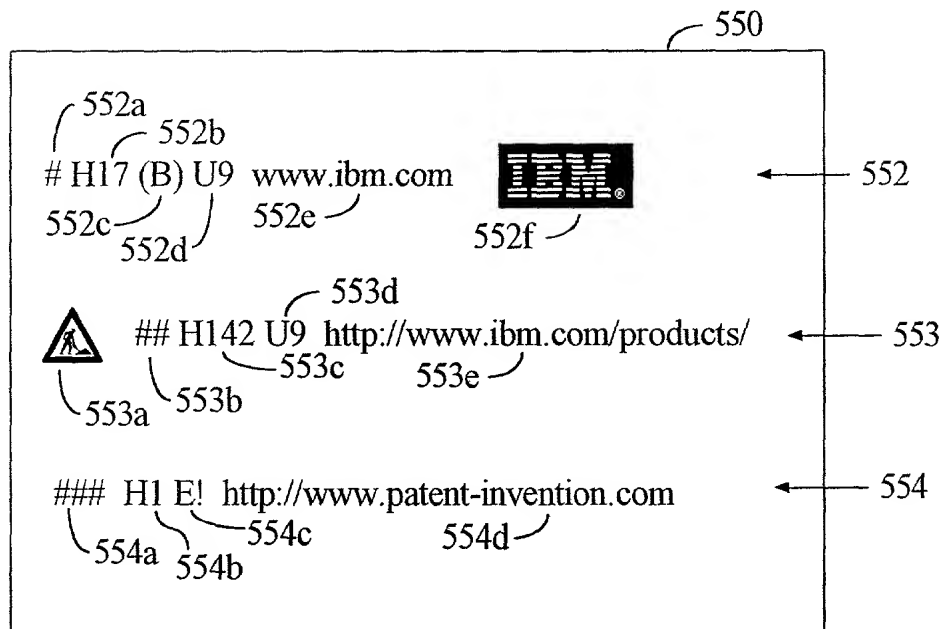 550
552a
552b
# H17 (B) U9 www.ibm.com IBM® 552
552c
552d
552e
552f
553d
## H142 U9 http://www.ibm.com/products/ 553
553a
553b
553c
553e
### H1 E! http://www.patent-invention.com 554
554a
554b
554c
554d